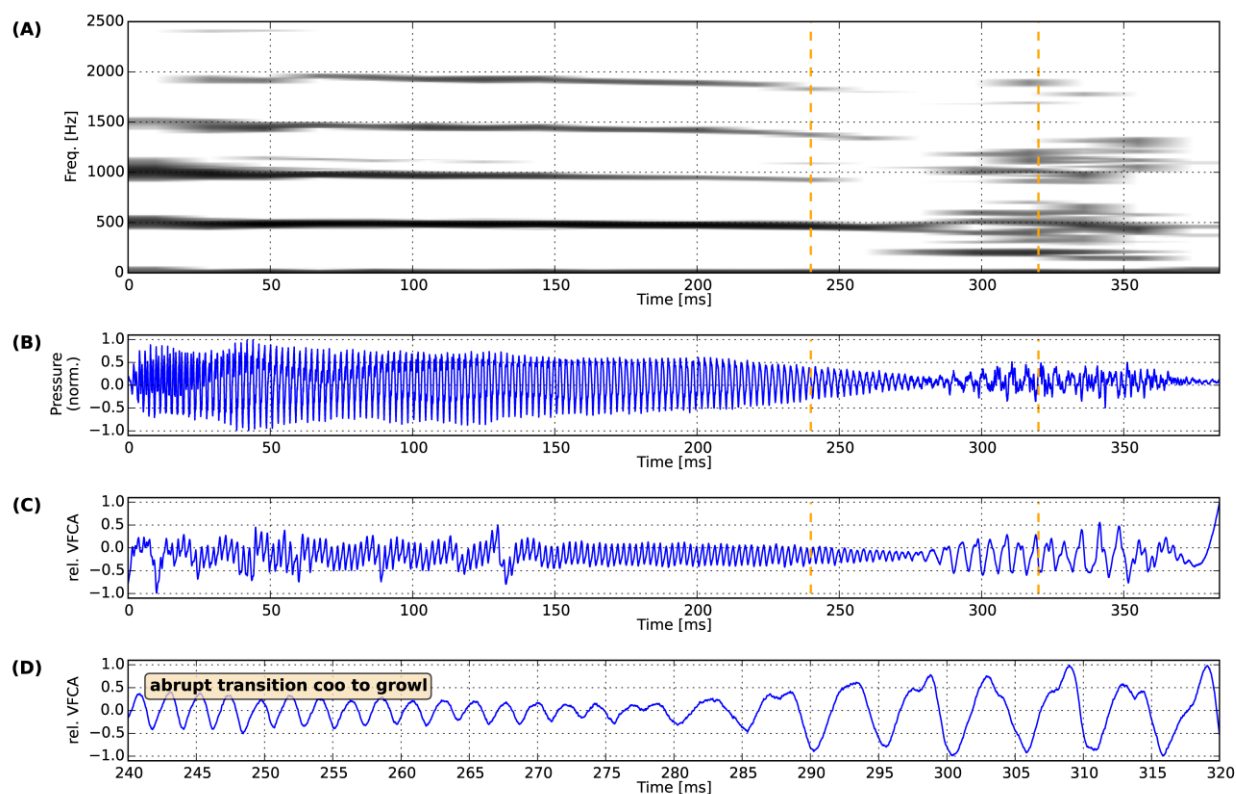 (A)
2500
2000
1500
1000
500
0
Freq. [Hz]
0 50 100 150 200 250 300 350
Time [ms]
(B)
1.0
0.5
0.0
−0.5
−1.0
Pressure
(norm.)
0 50 100 150 200 250 300 350
Time [ms]
(C)
1.0
0.5
0.0
−0.5
−1.0
rel. VFCA
0 50 100 150 200 250 300 350
Time [ms]
(D)
1.0
0.5
0.0
−0.5
−1.0
rel. VFCA
abrupt transition coo to growl
240 245 250 255 260 265 270 275 280 285 290 295 300 305 310 315 320
Time [ms]